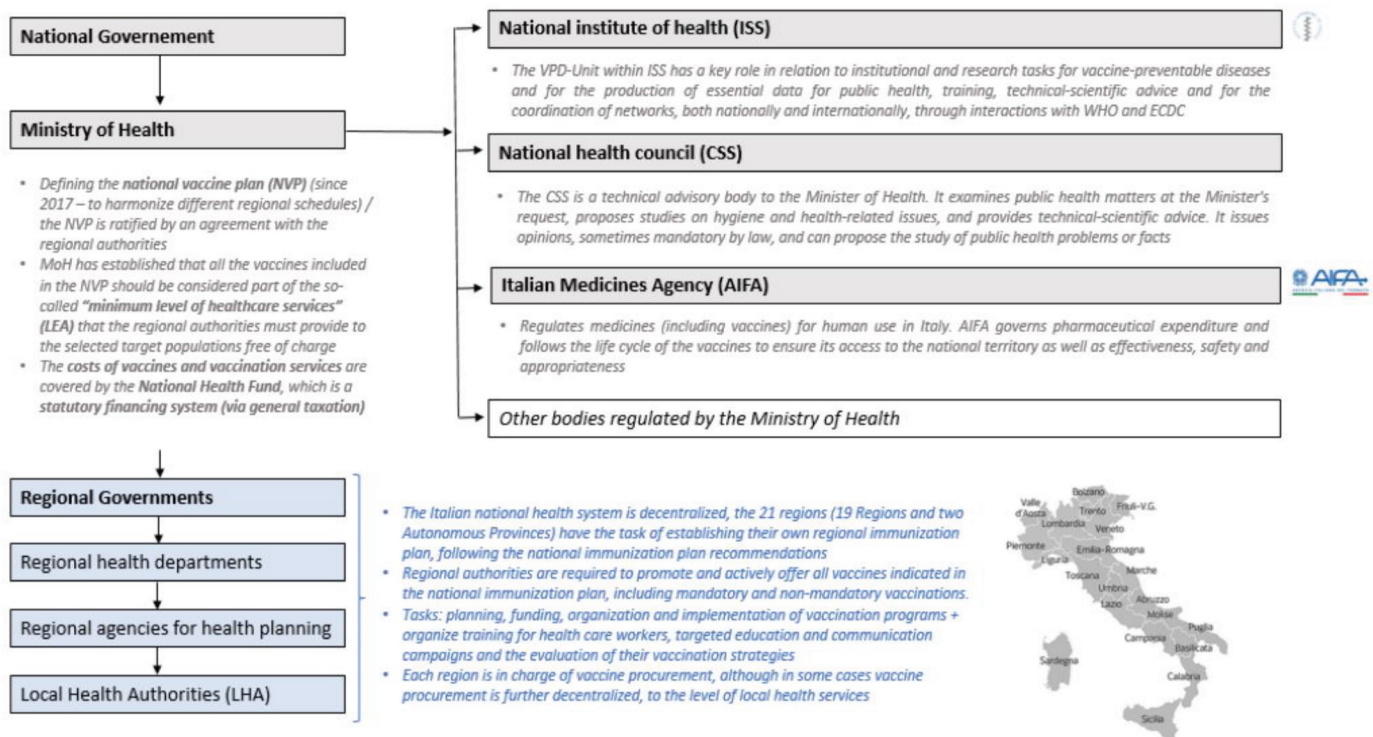 National Governement
Ministry of Health
• Defining the national vaccine plan (NVP) (since
2017 – to harmonize different regional schedules) /
the NVP is ratified by an agreement with the
regional authorities
• MoH has established that all the vaccines included
in the NVP should be considered part of the so-
called “minimum level of healthcare services”
(LEA) that the regional authorities must provide to
the selected target populations free of charge
• The costs of vaccines and vaccination services are
covered by the National Health Fund, which is a
statutory financing system (via general taxation)
National institute of health (ISS)
• The VPD-Unit within ISS has a key role in relation to institutional and research tasks for vaccine-preventable diseases
and for the production of essential data for public health, training, technical-scientific advice and for the
coordination of networks, both nationally and internationally, through interactions with WHO and ECDC
National health council (CSS)
• The CSS is a technical advisory body to the Minister of Health. It examines public health matters at the Minister's
request, proposes studies on hygiene and health-related issues, and provides technical-scientific advice. It issues
opinions, sometimes mandatory by law, and can propose the study of public health problems or facts
Italian Medicines Agency (AIFA)
AIFA
• Regulates medicines (including vaccines) for human use in Italy. AIFA governs pharmaceutical expenditure and
follows the life cycle of the vaccines to ensure its access to the national territory as well as effectiveness, safety and
appropriateness
Other bodies regulated by the Ministry of Health
Regional Governments
Regional health departments
Regional agencies for health planning
Local Health Authorities (LHA)
• The Italian national health system is decentralized, the 21 regions (19 Regions and two
Autonomous Provinces) have the task of establishing their own regional immunization
plan, following the national immunization plan recommendations
• Regional authorities are required to promote and actively offer all vaccines indicated in
the national immunization plan, including mandatory and non-mandatory vaccinations.
• Tasks: planning, funding, organization and implementation of vaccination programs +
organize training for health care workers, targeted education and communication
campaigns and the evaluation of their vaccination strategies
• Each region is in charge of vaccine procurement, although in some cases vaccine
procurement is further decentralized, to the level of local health services
Bolzano
Valle
d'Aosta
Trento
Friuli-V.G.
Lombardia
Veneto
Piemonte
Emilia-Romagna
Liguria
Marche
Toscana
Umbria
Abruzzo
Lazio
Molise
Puglia
Campania
Basilicata
Sardegna
Calabria
Sicilia